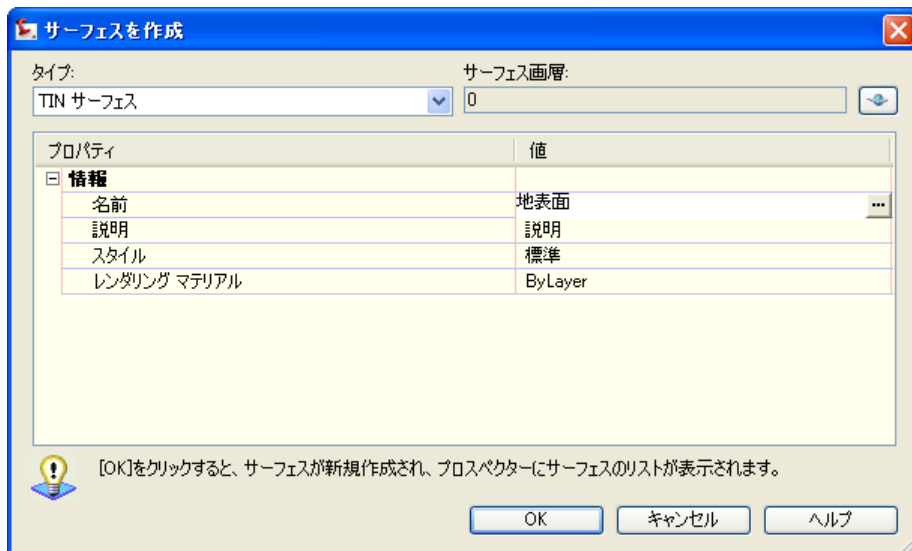 サーフェスを作成
タイプ: サーフェス画層:
TIN サーフェス 0
プロパティ 値
情報
名前 地表面 ...
説明 説明
スタイル 標準
レンダリング マテリアル ByLayer
[OK]をクリックすると、サーフェスが新規作成され、プロスペクターにサーフェスのリストが表示されます。
OK キャンセル ヘルプ